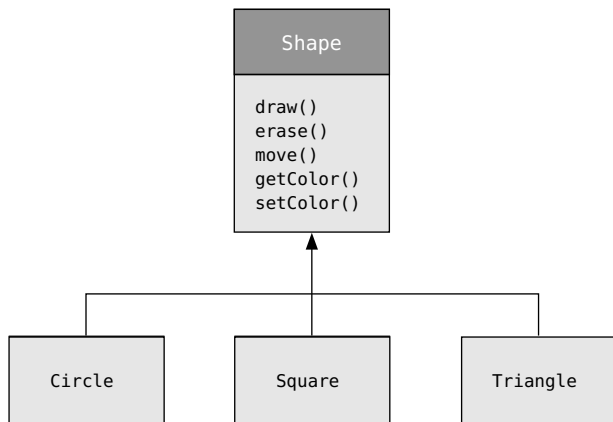 Shape
draw()
erase()
move()
getColor()
setColor()
Circle
Square
Triangle